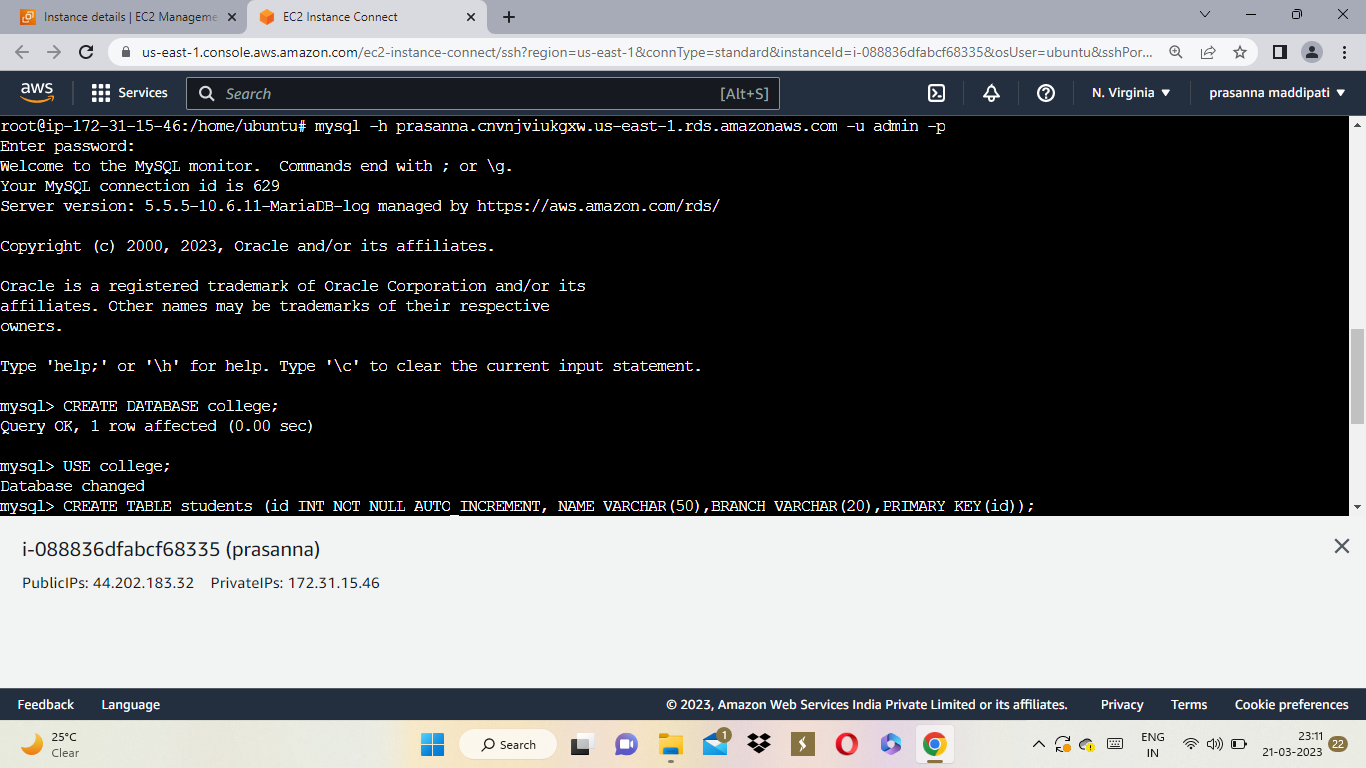 Instance details | EC2 Manageme
EC2 Instance Connect
us-east-1.console.aws.amazon.com/ec2-instance-connect/ssh?region=us-east-1&connType=standard&instanceId=i-088836dfabcf68335&osUser=ubuntu&sshPor...
aws
Services
Search
[Alt+S]
N. Virginia
prasanna maddipati
root@ip-172-31-15-46:/home/ubuntu# mysql -h prasanna.cnvnjviukgxw.us-east-1.rds.amazonaws.com -u admin -p
Enter password:
Welcome to the MySQL monitor.  Commands end with ; or \g.
Your MySQL connection id is 629
Server version: 5.5.5-10.6.11-MariaDB-log managed by https://aws.amazon.com/rds/
Copyright (c) 2000, 2023, Oracle and/or its affiliates.
Oracle is a registered trademark of Oracle Corporation and/or its
affiliates. Other names may be trademarks of their respective
owners.
Type 'help;' or '\h' for help. Type '\c' to clear the current input statement.
mysql> CREATE DATABASE college;
Query OK, 1 row affected (0.00 sec)
mysql> USE college;
Database changed
mysql> CREATE TABLE students (id INT NOT NULL AUTO_INCREMENT, NAME VARCHAR(50),BRANCH VARCHAR(20),PRIMARY KEY(id));
i-088836dfabcf68335 (prasanna)
PublicIPs: 44.202.183.32    PrivateIPs: 172.31.15.46
Feedback
Language
© 2023, Amazon Web Services India Private Limited or its affiliates.
Privacy
Terms
Cookie preferences
25°C
Clear
Search
1
ENG
IN
23:11
21-03-2023
22